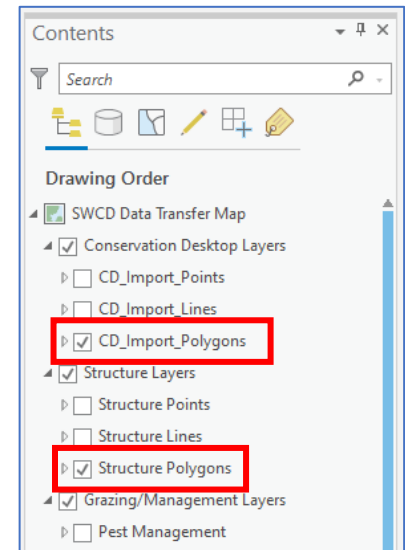 Contents
Search
Drawing Order
SWCD Data Transfer Map
Conservation Desktop Layers
CD_Import_Points
CD_Import_Lines
CD_Import_Polygons
Structure Layers
Structure Points
Structure Lines
Structure Polygons
Grazing/Management Layers
Pest Management